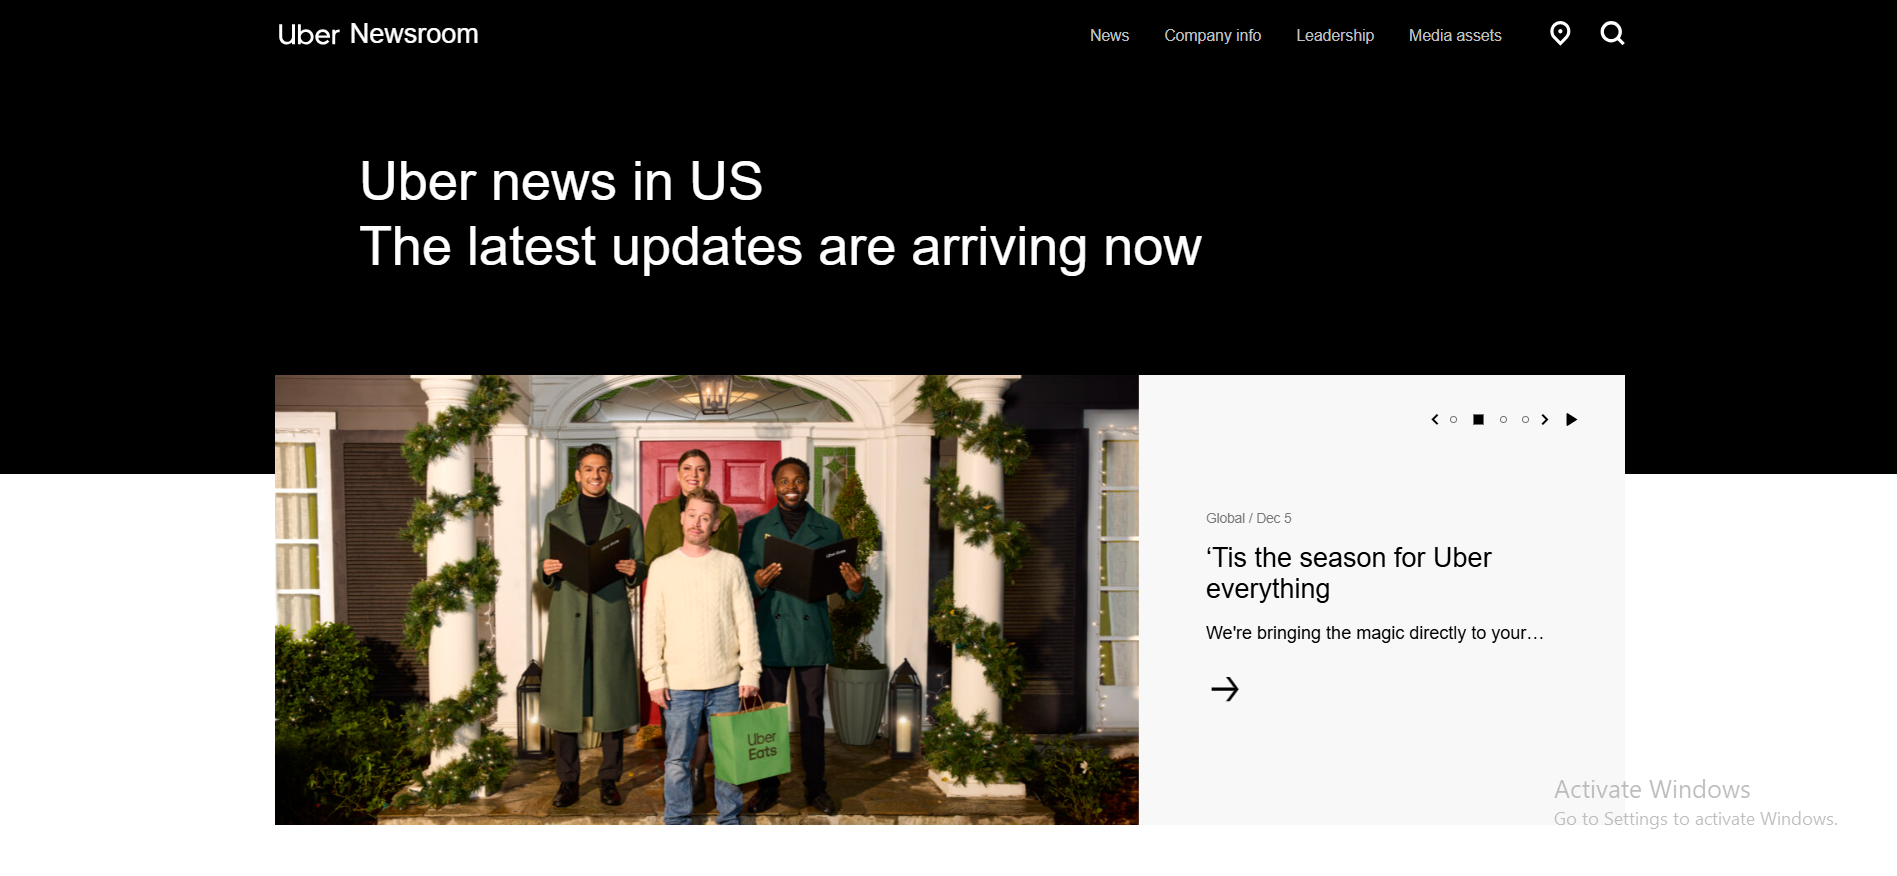 Uber Newsroom
News
Company info
Leadership
Media assets
Uber news in US
The latest updates are arriving now
Global / Dec 5
‘Tis the season for Uber
everything
We're bringing the magic directly to your…
Uber
Eats
Activate Windows
Go to Settings to activate Windows.